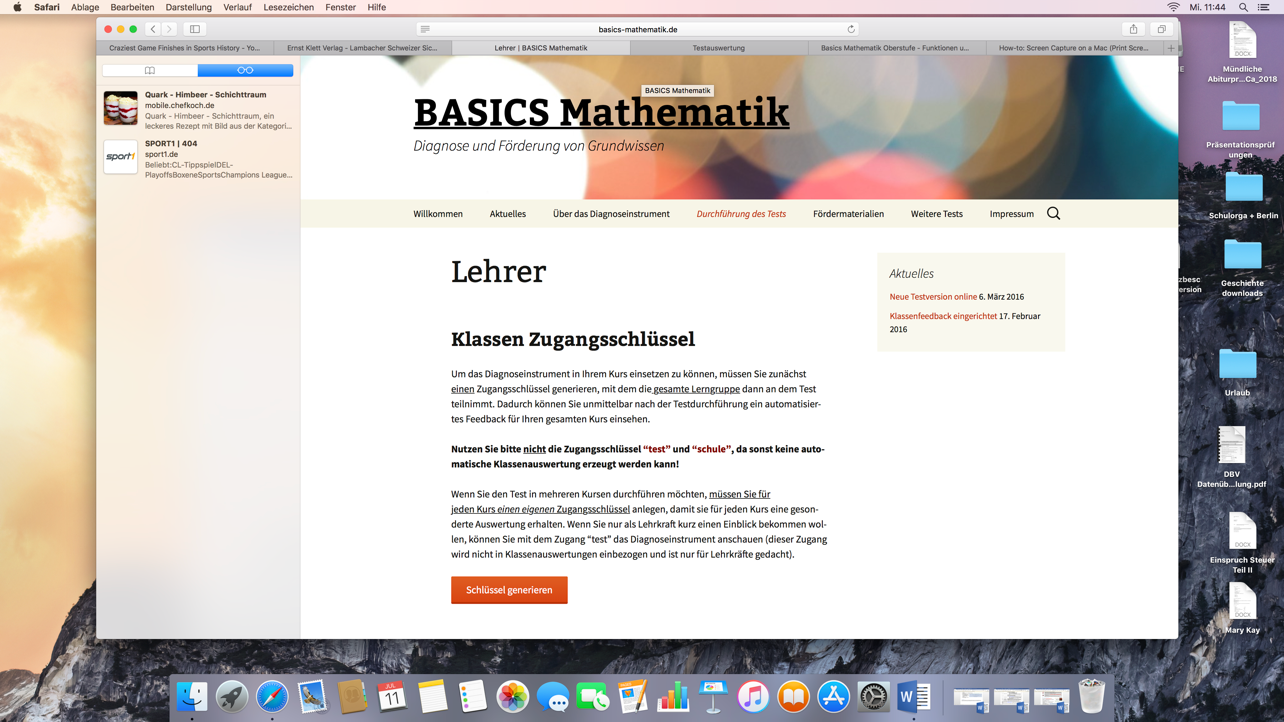 Safari Ablage Bearbeiten Darstellung Verlauf Lesezeichen Fenster Hilfe
Mi. 11:44
basics-mathematik.de
Craziest Game Finishes in Sports History - Yo...
Ernst Klett Verlag - Lambacher Schweizer Sic...
Lehrer | BASICS Mathematik
Testauswertung
Basics Mathematik Oberstufe - Funktionen u...
How-to: Screen Capture on a Mac (Print Scre...
Quark - Himbeer - Schichttraum
mobile.chefkoch.de
Quark - Himbeer - Schichttraum, ein
leckeres Rezept mit Bild aus der Kategori...
sport1
SPORT1 | 404
sport1.de
Beliebt:CL-TippspielDEL-
PlayoffsBoxeneSportsChampions League...
BASICS Mathematik
BASICS Mathematik
Diagnose und Förderung von Grundwissen
Willkommen Aktuelles Über das Diagnoseinstrument Durchführung des Tests Fördermaterialien Weitere Tests Impressum
Lehrer
Klassen Zugangsschlüssel
Um das Diagnoseinstrument in Ihrem Kurs einsetzen zu können, müssen Sie zunächst
einen Zugangsschlüssel generieren, mit dem die gesamte Lerngruppe dann an dem Test
teilnimmt. Dadurch können Sie unmittelbar nach der Testdurchführung ein automatisier-
tes Feedback für Ihren gesamten Kurs einsehen.
Nutzen Sie bitte nicht die Zugangsschlüssel “test” und “schule”, da sonst keine auto-
matische Klassenauswertung erzeugt werden kann!
Wenn Sie den Test in mehreren Kursen durchführen möchten, müssen Sie für
jeden Kurs einen eigenen Zugangsschlüssel anlegen, damit sie für jeden Kurs eine geson-
derte Auswertung erhalten. Wenn Sie nur als Lehrkraft kurz einen Einblick bekommen wol-
len, können Sie mit dem Zugang “test” das Diagnoseinstrument anschauen (dieser Zugang
wird nicht in Klassenauswertungen einbezogen und ist nur für Lehrkräfte gedacht).
Schlüssel generieren
Aktuelles
Neue Testversion online 6. März 2016
Klassenfeedback eingerichtet 17. Februar
2016
DOCX
Mündliche
Abiturpr...Ca_2018
Präsentationsprüf
ungen
Schulorga + Berlin
Geschichte
downloads
Urlaub
DBV
Datenüb...lung.pdf
DOCX
Einspruch Steuer
Teil II
DOCX
Mary Kay
JUL
11
W